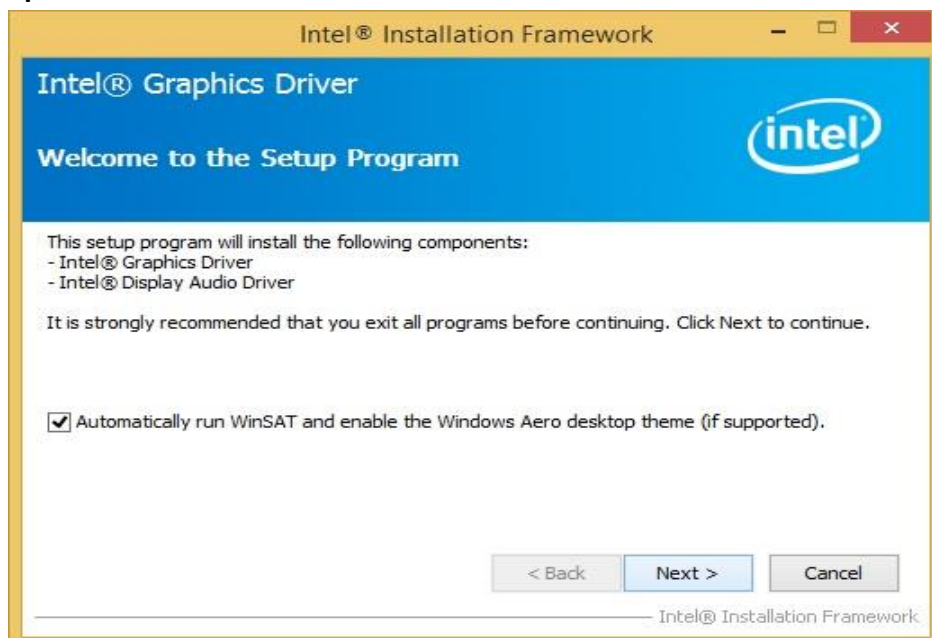 Intel® Installation Framework
Intel® Graphics Driver
Welcome to the Setup Program
intel
This setup program will install the following components:
- Intel® Graphics Driver
- Intel® Display Audio Driver
It is strongly recommended that you exit all programs before continuing. Click Next to continue.
Automatically run WinSAT and enable the Windows Aero desktop theme (if supported).
< Back Next > Cancel
Intel® Installation Framework